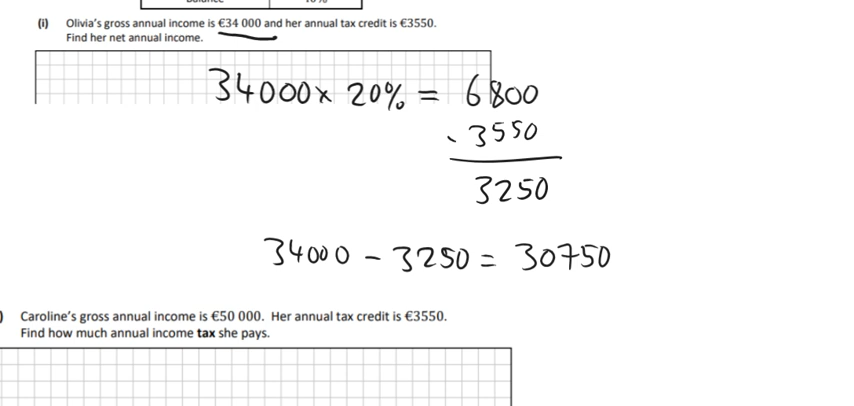 (i) Olivia's gross annual income is €34 000 and her annual tax credit is €3550.
Find her net annual income.
34000 × 20% = 6800
- 3550
3250
34000 - 3250 = 30750
) Caroline's gross annual income is €50 000. Her annual tax credit is €3550.
Find how much annual income tax she pays.